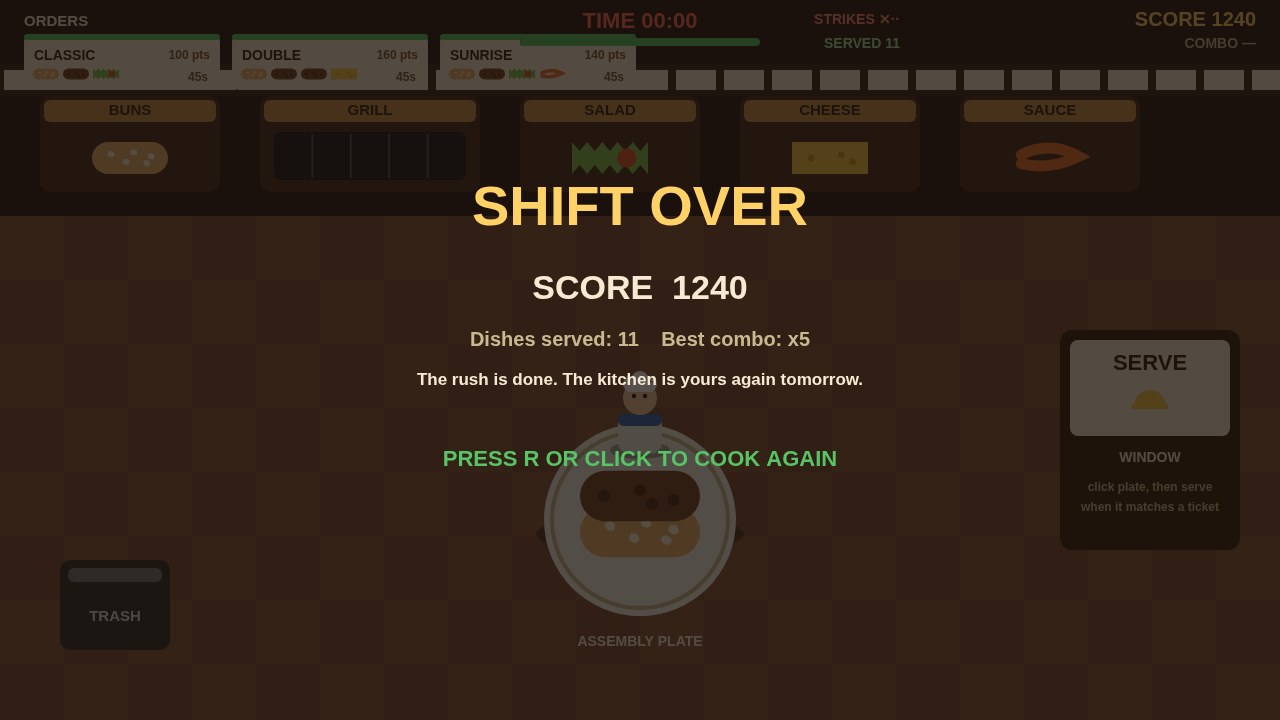 ORDERS
TIME 00:00
STRIKES ✕··
SCORE 1240
SERVED 11
COMBO —
CLASSIC 100 pts
45s
DOUBLE 160 pts
45s
SUNRISE 140 pts
45s
BUNS
GRILL
SALAD
CHEESE
SAUCE
SHIFT OVER
SCORE 1240
Dishes served: 11 Best combo: x5
The rush is done. The kitchen is yours again tomorrow.
PRESS R OR CLICK TO COOK AGAIN
SERVE
WINDOW
click plate, then serve
when it matches a ticket
TRASH
ASSEMBLY PLATE